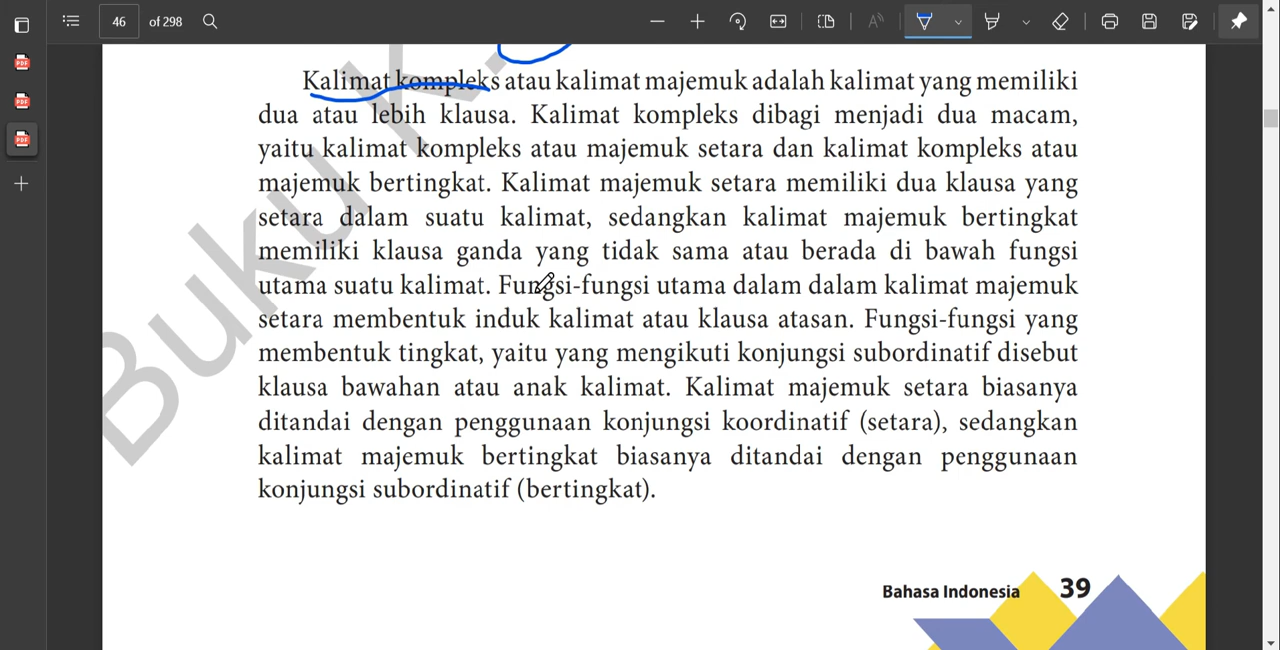 46 of 298
Kalimat kompleks atau kalimat majemuk adalah kalimat yang memiliki
dua atau lebih klausa. Kalimat kompleks dibagi menjadi dua macam,
yaitu kalimat kompleks atau majemuk setara dan kalimat kompleks atau
majemuk bertingkat. Kalimat majemuk setara memiliki dua klausa yang
setara dalam suatu kalimat, sedangkan kalimat majemuk bertingkat
memiliki klausa ganda yang tidak sama atau berada di bawah fungsi
utama suatu kalimat. Fungsi-fungsi utama dalam dalam kalimat majemuk
setara membentuk induk kalimat atau klausa atasan. Fungsi-fungsi yang
membentuk tingkat, yaitu yang mengikuti konjungsi subordinatif disebut
klausa bawahan atau anak kalimat. Kalimat majemuk setara biasanya
ditandai dengan penggunaan konjungsi koordinatif (setara), sedangkan
kalimat majemuk bertingkat biasanya ditandai dengan penggunaan
konjungsi subordinatif (bertingkat).
Buku K.
Bahasa Indonesia 39